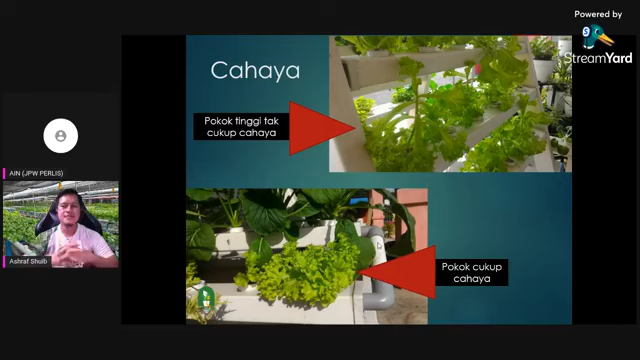 Powered by
StreamYard
Cahaya
Pokok tinggi tak
cukup cahaya
AIN (JPW PERLIS)
Ashraf Shuib
Pokok cukup
cahaya